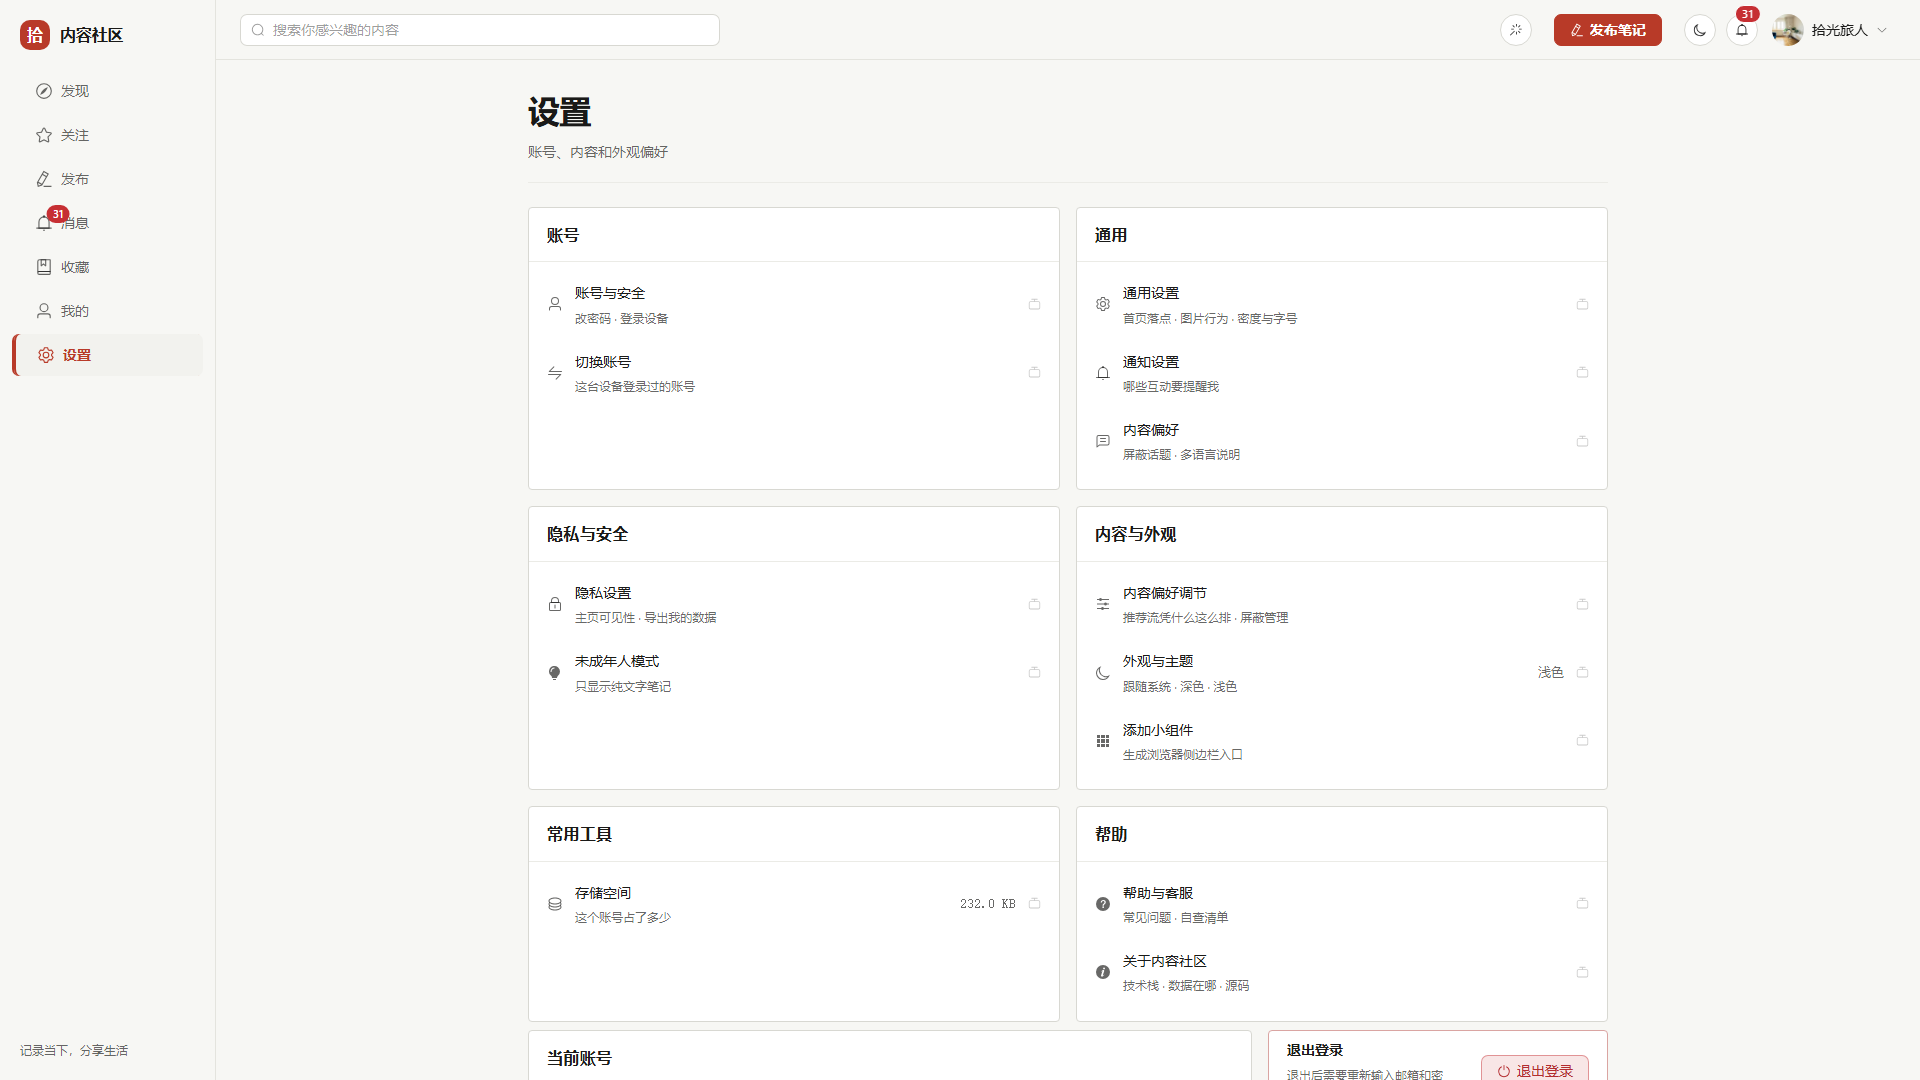 拾 内容社区
搜索你感兴趣的内容
发布笔记
31
拾光旅人
发现
关注
发布
31
消息
收藏
我的
设置
记录当下，分享生活
设置
账号、内容和外观偏好
账号
账号与安全
改密码 · 登录设备
切换账号
这台设备登录过的账号
通用
通用设置
首页落点 · 图片行为 · 密度与字号
通知设置
哪些互动要提醒我
内容偏好
屏蔽话题 · 多语言说明
隐私与安全
隐私设置
主页可见性 · 导出我的数据
未成年人模式
只显示纯文字笔记
内容与外观
内容偏好调节
推荐流凭什么这么排 · 屏蔽管理
外观与主题
跟随系统 · 深色 · 浅色
浅色
添加小组件
生成浏览器侧边栏入口
常用工具
存储空间
这个账号占了多少
232.0 KB
帮助
帮助与客服
常见问题 · 自查清单
关于内容社区
技术栈 · 数据在哪 · 源码
当前账号
退出登录
退出后需要重新输入邮箱和密
退出登录